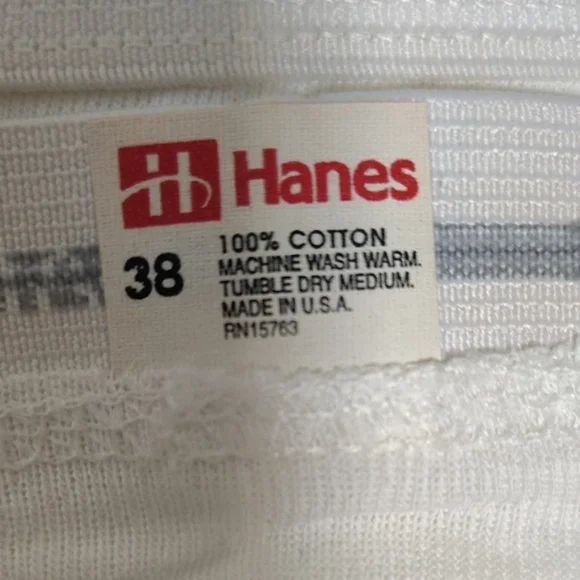 H Hanes
38
100% COTTON
MACHINE WASH WARM.
TUMBLE DRY MEDIUM.
MADE IN U.S.A.
RN15763